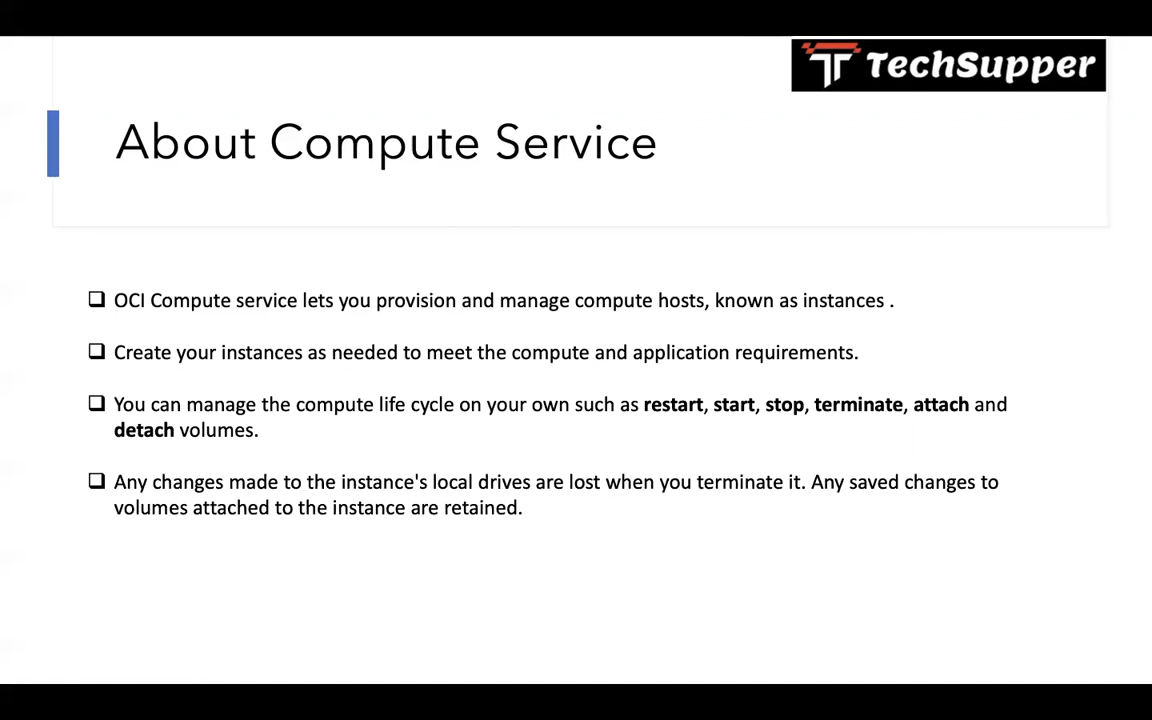 TechSupper
About Compute Service
❑ OCI Compute service lets you provision and manage compute hosts, known as instances .
❑ Create your instances as needed to meet the compute and application requirements.
❑ You can manage the compute life cycle on your own such as restart, start, stop, terminate, attach and
detach volumes.
❑ Any changes made to the instance's local drives are lost when you terminate it. Any saved changes to
volumes attached to the instance are retained.